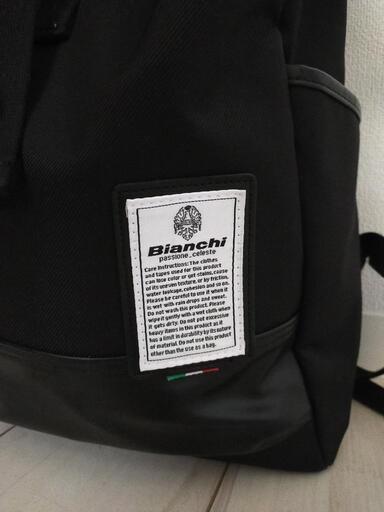 Bianchi
passione_celeste
Care Instructions: The clothes
and tapes used for this product
can lose color or get stains, cause
of its uneven texture, or by friction,
water leakage, cohesion and so on.
Please be careful to use it when it
is wet with rain drops and sweat.
Do not wash this product. Please
wipe it gently with a wet cloth when
it gets dirty. Do not put excessive
heavy items in this product as it
has a limit in durability by its nature
of material. Do not use this product
other than the use as a bag.